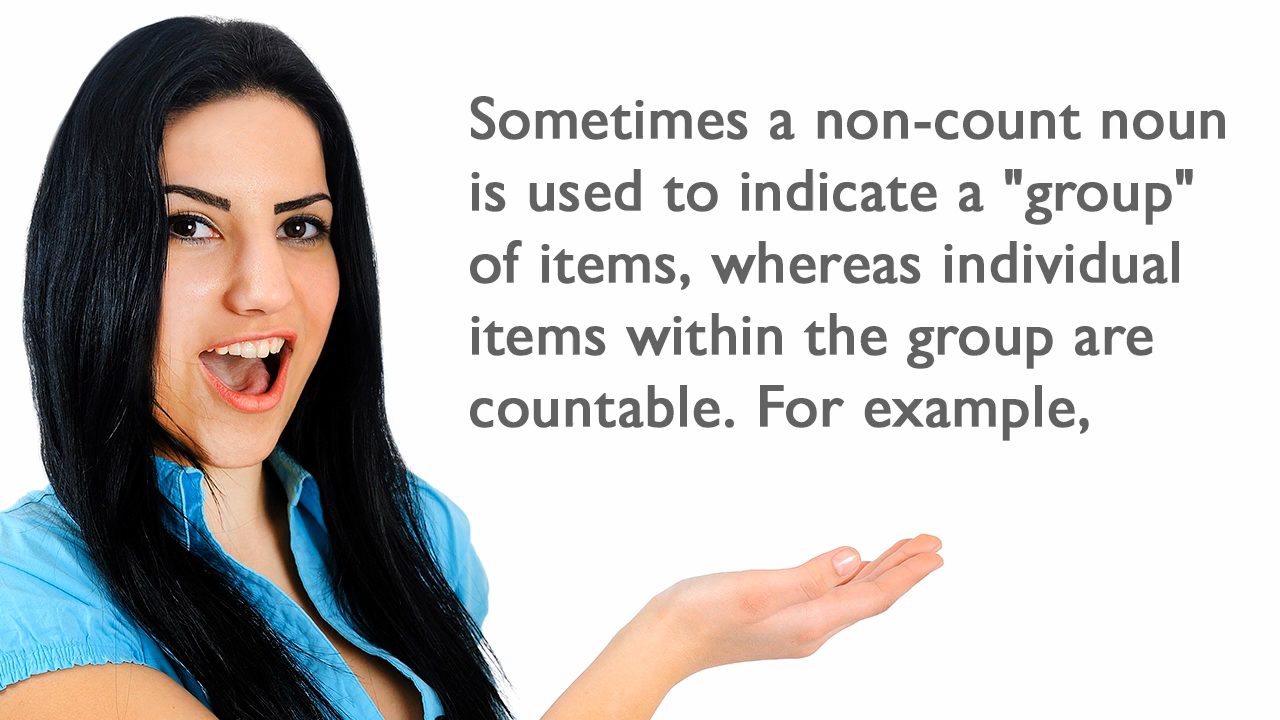 Sometimes a non-count noun
is used to indicate a "group"
of items, whereas individual
items within the group are
countable. For example,